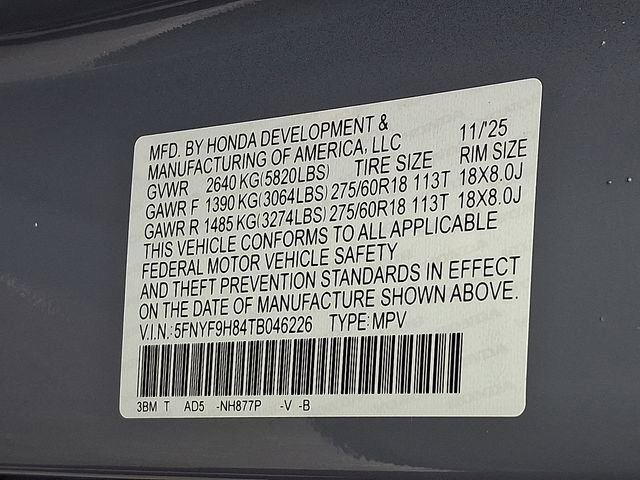 MFD. BY HONDA DEVELOPMENT &
MANUFACTURING OF AMERICA, LLC 11/'25
GVWR 2640 KG(5820LBS) TIRE SIZE RIM SIZE
GAWR F 1390 KG(3064LBS) 275/60R18 113T 18X8.0J
GAWR R 1485 KG(3274LBS) 275/60R18 113T 18X8.0J
THIS VEHICLE CONFORMS TO ALL APPLICABLE
FEDERAL MOTOR VEHICLE SAFETY
AND THEFT PREVENTION STANDARDS IN EFFECT
ON THE DATE OF MANUFACTURE SHOWN ABOVE.
V.I.N.: 5FNYF9H84TB046226 TYPE: MPV
3BM T AD5 -NH877P -V -B